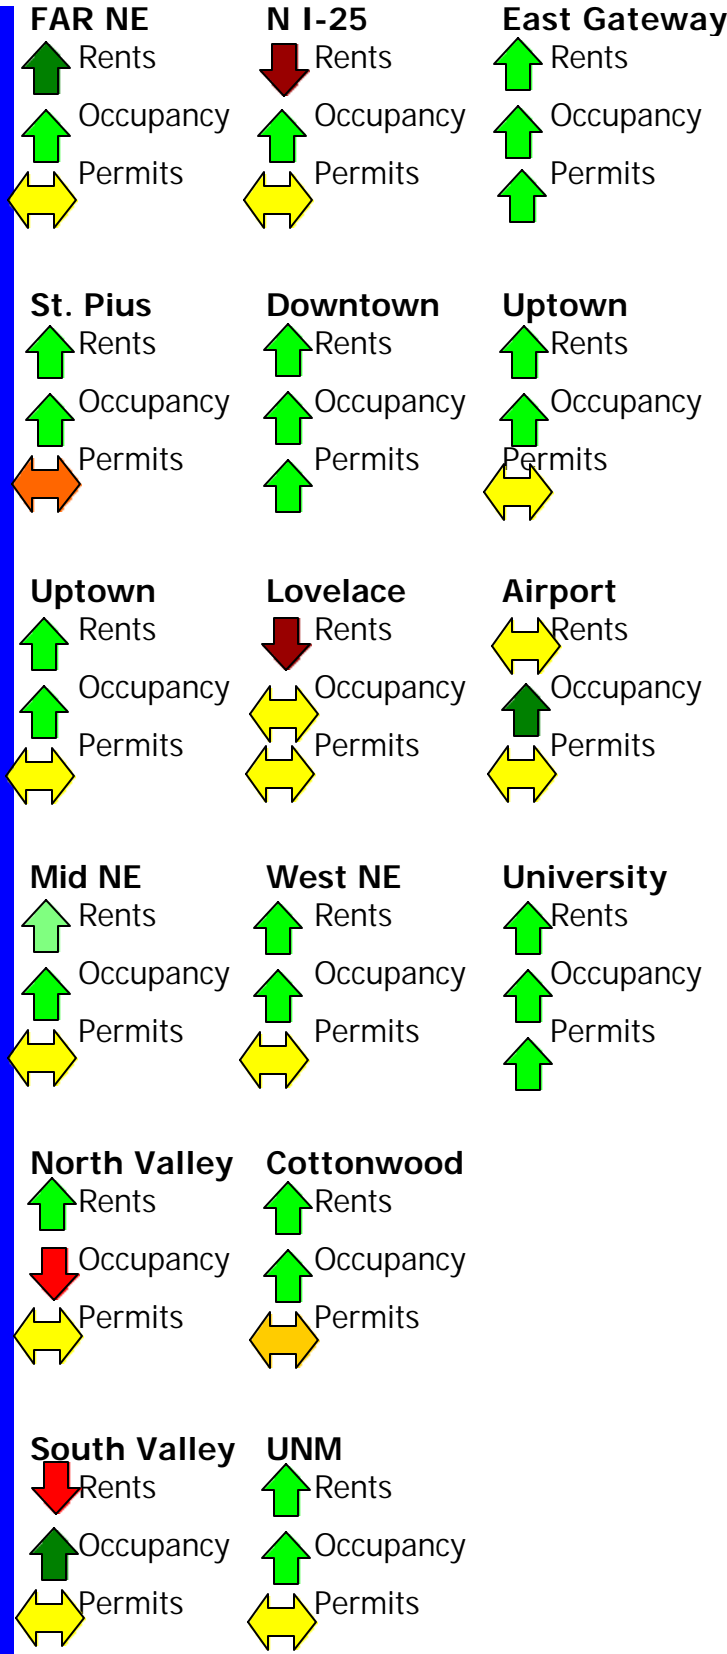 FAR NE
Rents
Occupancy
Permits
N I-25
Rents
Occupancy
Permits
East Gateway
Rents
Occupancy
Permits
St. Pius
Rents
Occupancy
Permits
Downtown
Rents
Occupancy
Permits
Uptown
Rents
Occupancy
Permits
Uptown
Rents
Occupancy
Permits
Lovelace
Rents
Occupancy
Permits
Airport
Rents
Occupancy
Permits
Mid NE
Rents
Occupancy
Permits
West NE
Rents
Occupancy
Permits
University
Rents
Occupancy
Permits
North Valley
Rents
Occupancy
Permits
Cottonwood
Rents
Occupancy
Permits
South Valley
Rents
Occupancy
Permits
UNM
Rents
Occupancy
Permits